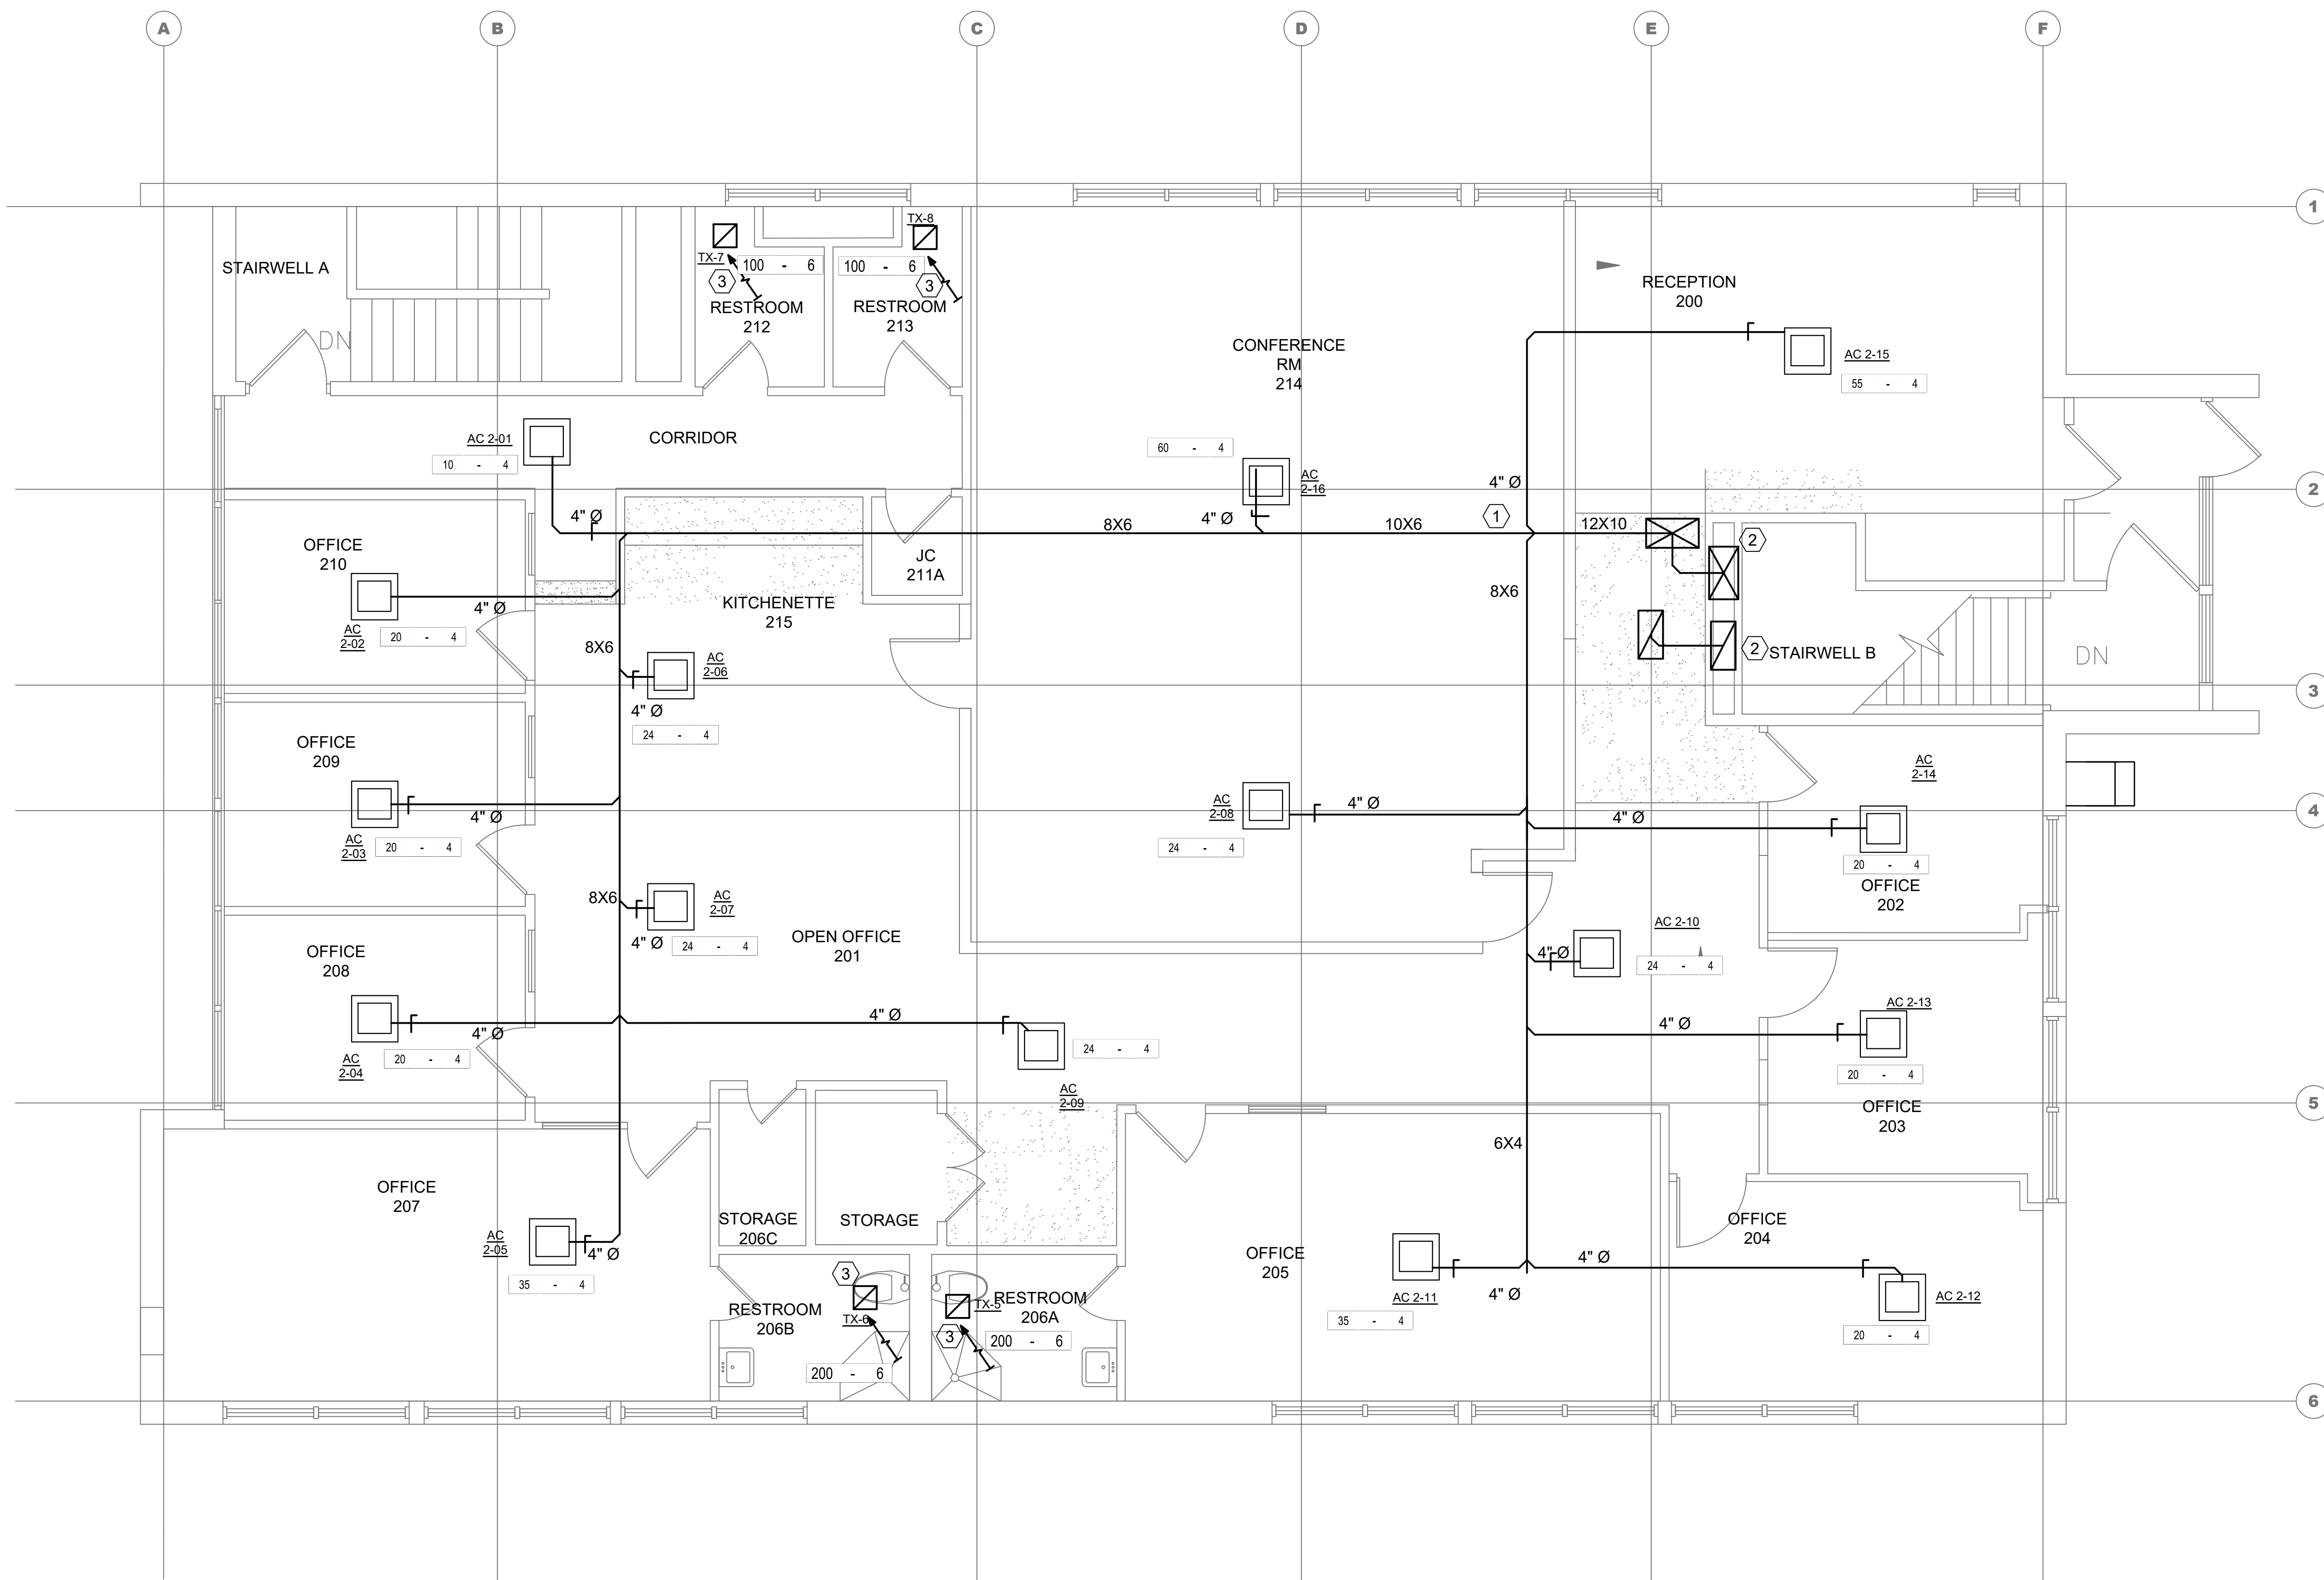 A
B
C
D
E
F
1
TX-8
TX-7
100 - 6
100 - 6
3
3
STAIRWELL A
RESTROOM
212
RESTROOM
213
RECEPTION
200
DN
CONFERENCE
RM
214
AC 2-15
55 - 4
AC 2-01
10 - 4
CORRIDOR
60 - 4
AC
2-16
4" Ø
2
4" Ø
8X6
4" Ø
10X6
1
12X10
2
OFFICE
210
JC
211A
KITCHENETTE
215
4" Ø
8X6
AC
2-02
20 - 4
8X6
AC
2-06
2
STAIRWELL B
DN
3
4" Ø
24 - 4
OFFICE
209
AC
2-14
4" Ø
AC
2-08
4" Ø
4" Ø
4
AC
2-03
20 - 4
24 - 4
20 - 4
OFFICE
202
8X6
AC
2-07
4" Ø
24 - 4
OPEN OFFICE
201
AC 2-10
4" Ø
24 - 4
OFFICE
208
AC 2-13
4" Ø
4" Ø
4" Ø
AC
2-04
20 - 4
24 - 4
20 - 4
AC
2-09
5
OFFICE
203
6X4
OFFICE
207
STORAGE
206C
STORAGE
OFFICE
204
AC
2-05
4" Ø
35 - 4
OFFICE
205
4" Ø
4" Ø
3
RESTROOM
206B
TX-6
TX-5
RESTROOM
206A
3
200 - 6
200 - 6
AC 2-11
35 - 4
AC 2-12
20 - 4
6